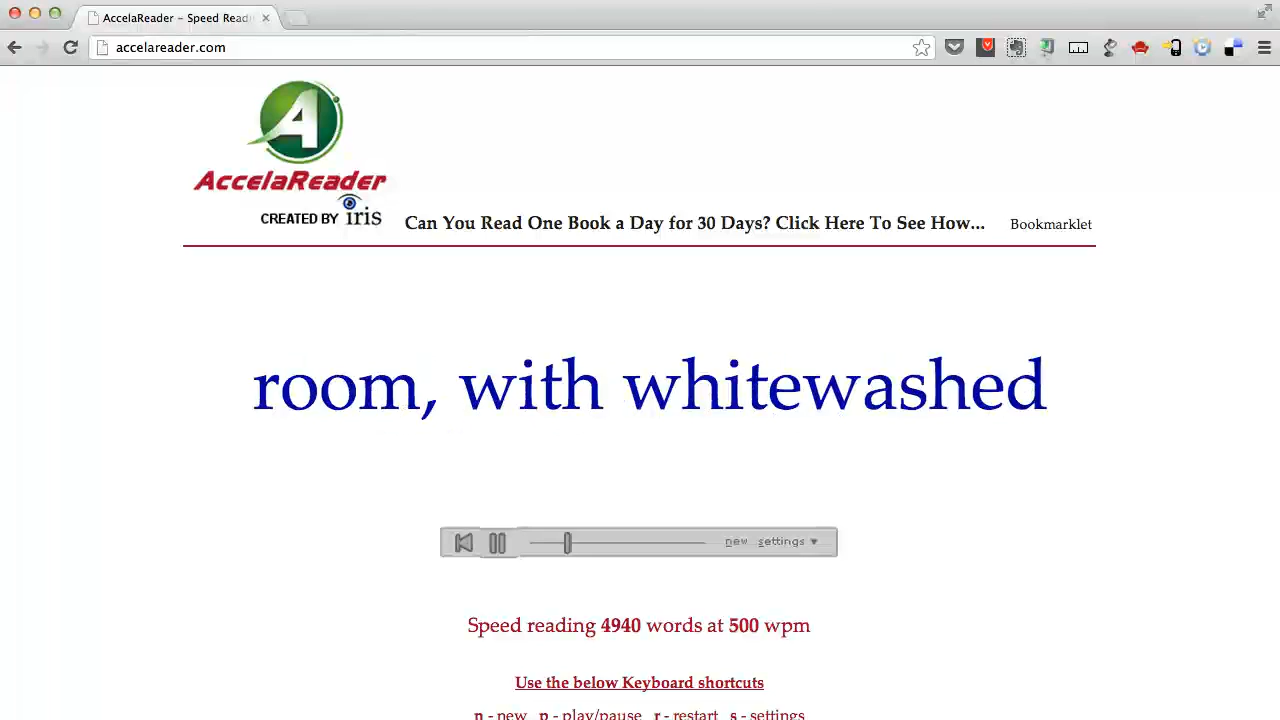 AccelaReader - Speed Readi
accelareader.com
A
AccelaReader
CREATED BY iris
Can You Read One Book a Day for 30 Days? Click Here To See How... Bookmarklet
room, with whitewashed
new settings
Speed reading 4940 words at 500 wpm
Use the below Keyboard shortcuts
n - new p - play/pause r - restart s - settings